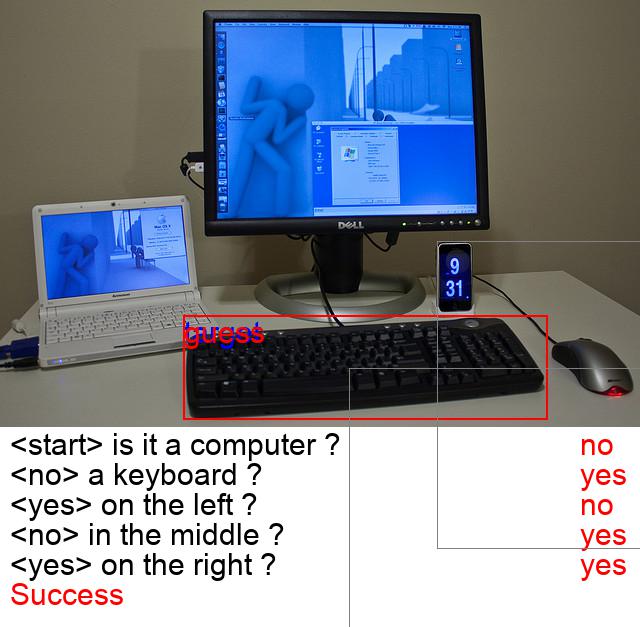 DELL
9
31
guess
<start> is it a computer ? no
<no> a keyboard ? yes
<yes> on the left ? no
<no> in the middle ? yes
<yes> on the right ? yes
Success